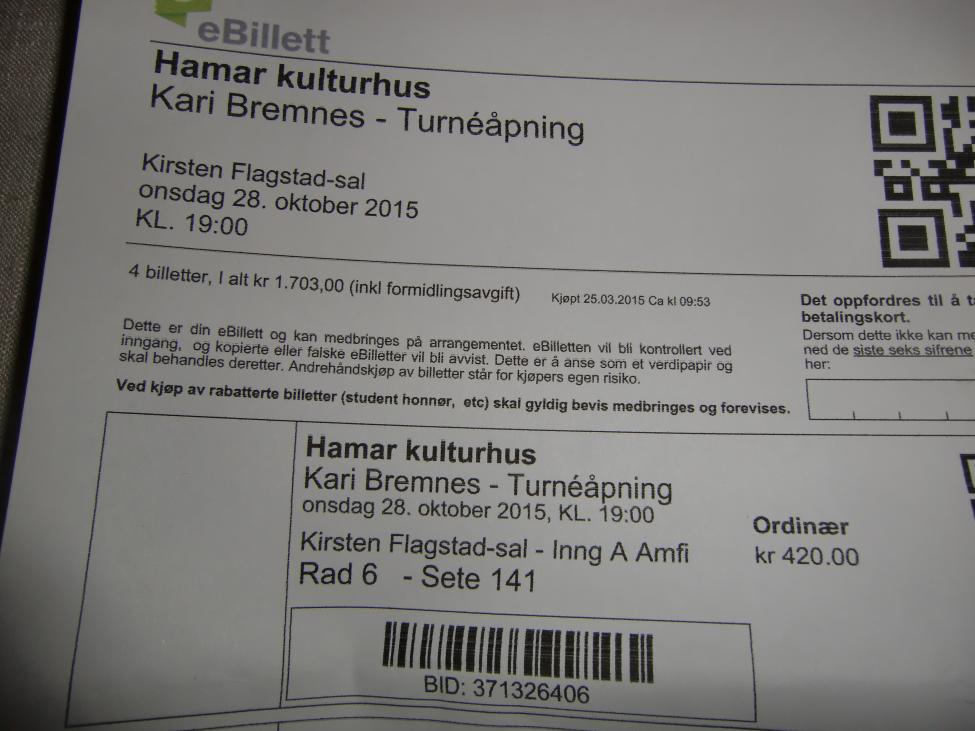 eBillett
Hamar kulturhus
Kari Bremnes - Turnéåpning
Kirsten Flagstad-sal
onsdag 28. oktober 2015
KL. 19:00
4 billetter, I alt kr 1.703,00 (inkl formidlingsavgift)
Kjøpt 25.03.2015 Ca kl 09:53
Dette er din eBillett og kan medbringes på arrangementet. eBilletten vil bli kontrollert ved
inngang, og kopierte eller falske eBilletter vil bli avvist. Dette er å anse som et verdipapir og
skal behandles deretter. Andrehåndskjøp av billetter står for kjøpers egen risiko.
Ved kjøp av rabatterte billetter (student honnør, etc) skal gyldig bevis medbringes og forevises.
Det oppfordres til å
betalingskort.
Dersom dette ikke kan
ned de siste seks sifrene
her:
Hamar kulturhus
Kari Bremnes - Turnéåpning
onsdag 28. oktober 2015, KL. 19:00
Kirsten Flagstad-sal - Inng A Amfi
Rad 6 - Sete 141
Ordinær
kr 420.00
BID: 371326406